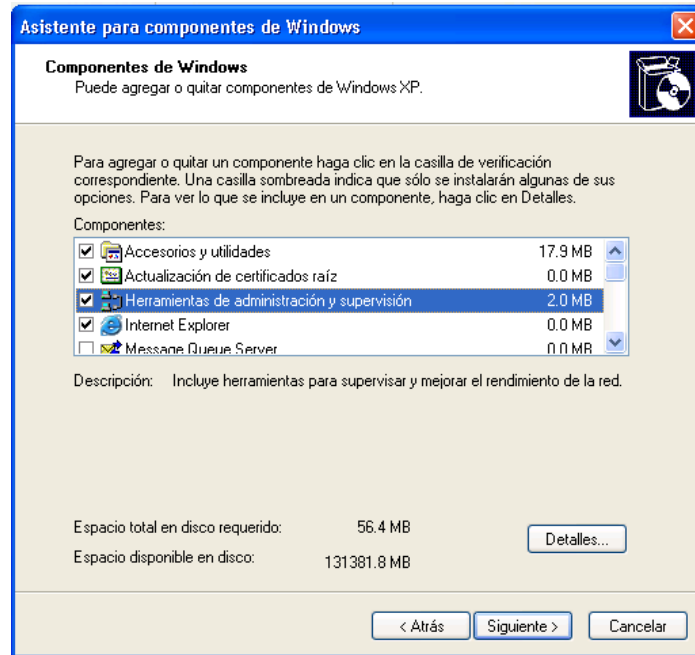 Asistente para componentes de Windows
Componentes de Windows
Puede agregar o quitar componentes de Windows XP.
Para agregar o quitar un componente haga clic en la casilla de verificación
correspondiente. Una casilla sombreada indica que sólo se instalarán algunas de sus
opciones. Para ver lo que se incluye en un componente, haga clic en Detalles.
Componentes:
Accesorios y utilidades 17.9 MB
Actualización de certificados raíz 0.0 MB
Herramientas de administración y supervisión 2.0 MB
Internet Explorer 0.0 MB
Message Queue Server 0.0 MB
Descripción: Incluye herramientas para supervisar y mejorar el rendimiento de la red.
Espacio total en disco requerido: 56.4 MB
Detalles...
Espacio disponible en disco: 131381.8 MB
< Atrás Siguiente > Cancelar